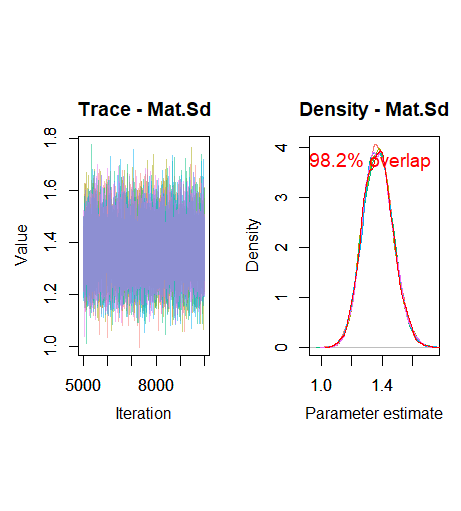 Trace - Mat.Sd
Value
1.0 1.2 1.4 1.6 1.8
5000 8000
Iteration
Density - Mat.Sd
98.2% overlap
Density
0 1 2 3 4
1.0 1.4
Parameter estimate